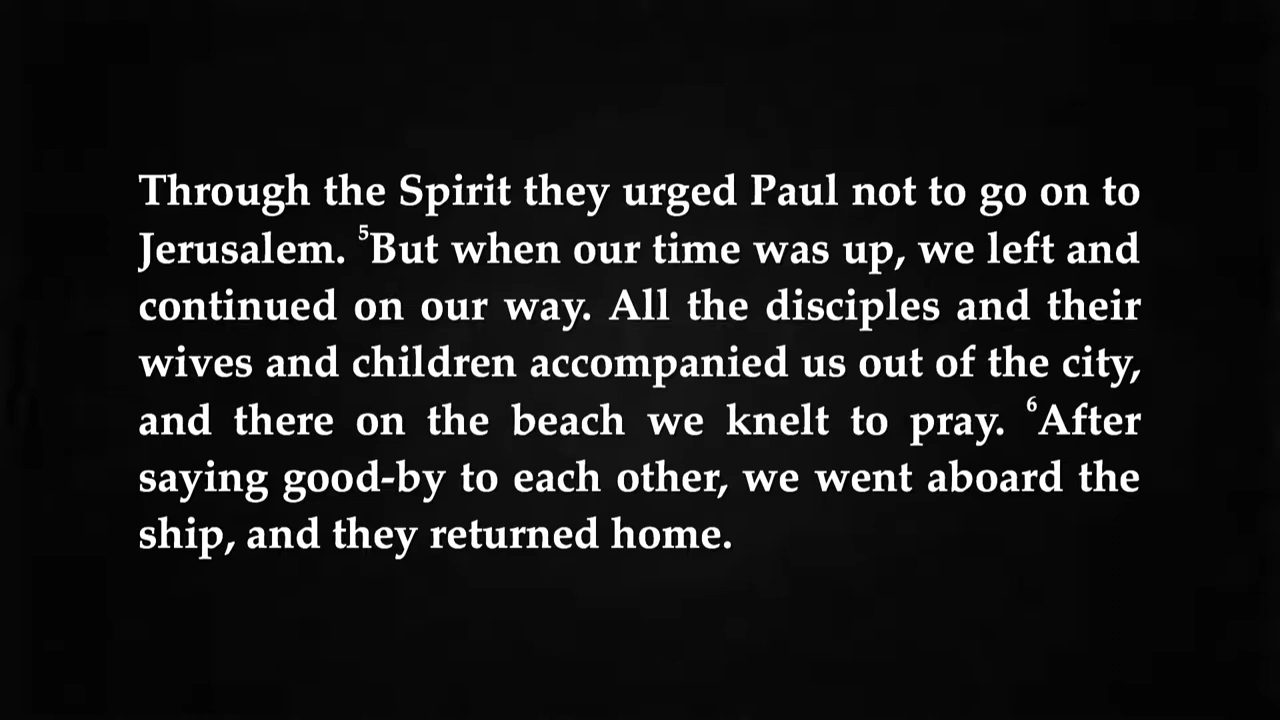 Through the Spirit they urged Paul not to go on to
Jerusalem. ⁵But when our time was up, we left and
continued on our way. All the disciples and their
wives and children accompanied us out of the city,
and there on the beach we knelt to pray. ⁶After
saying good-by to each other, we went aboard the
ship, and they returned home.